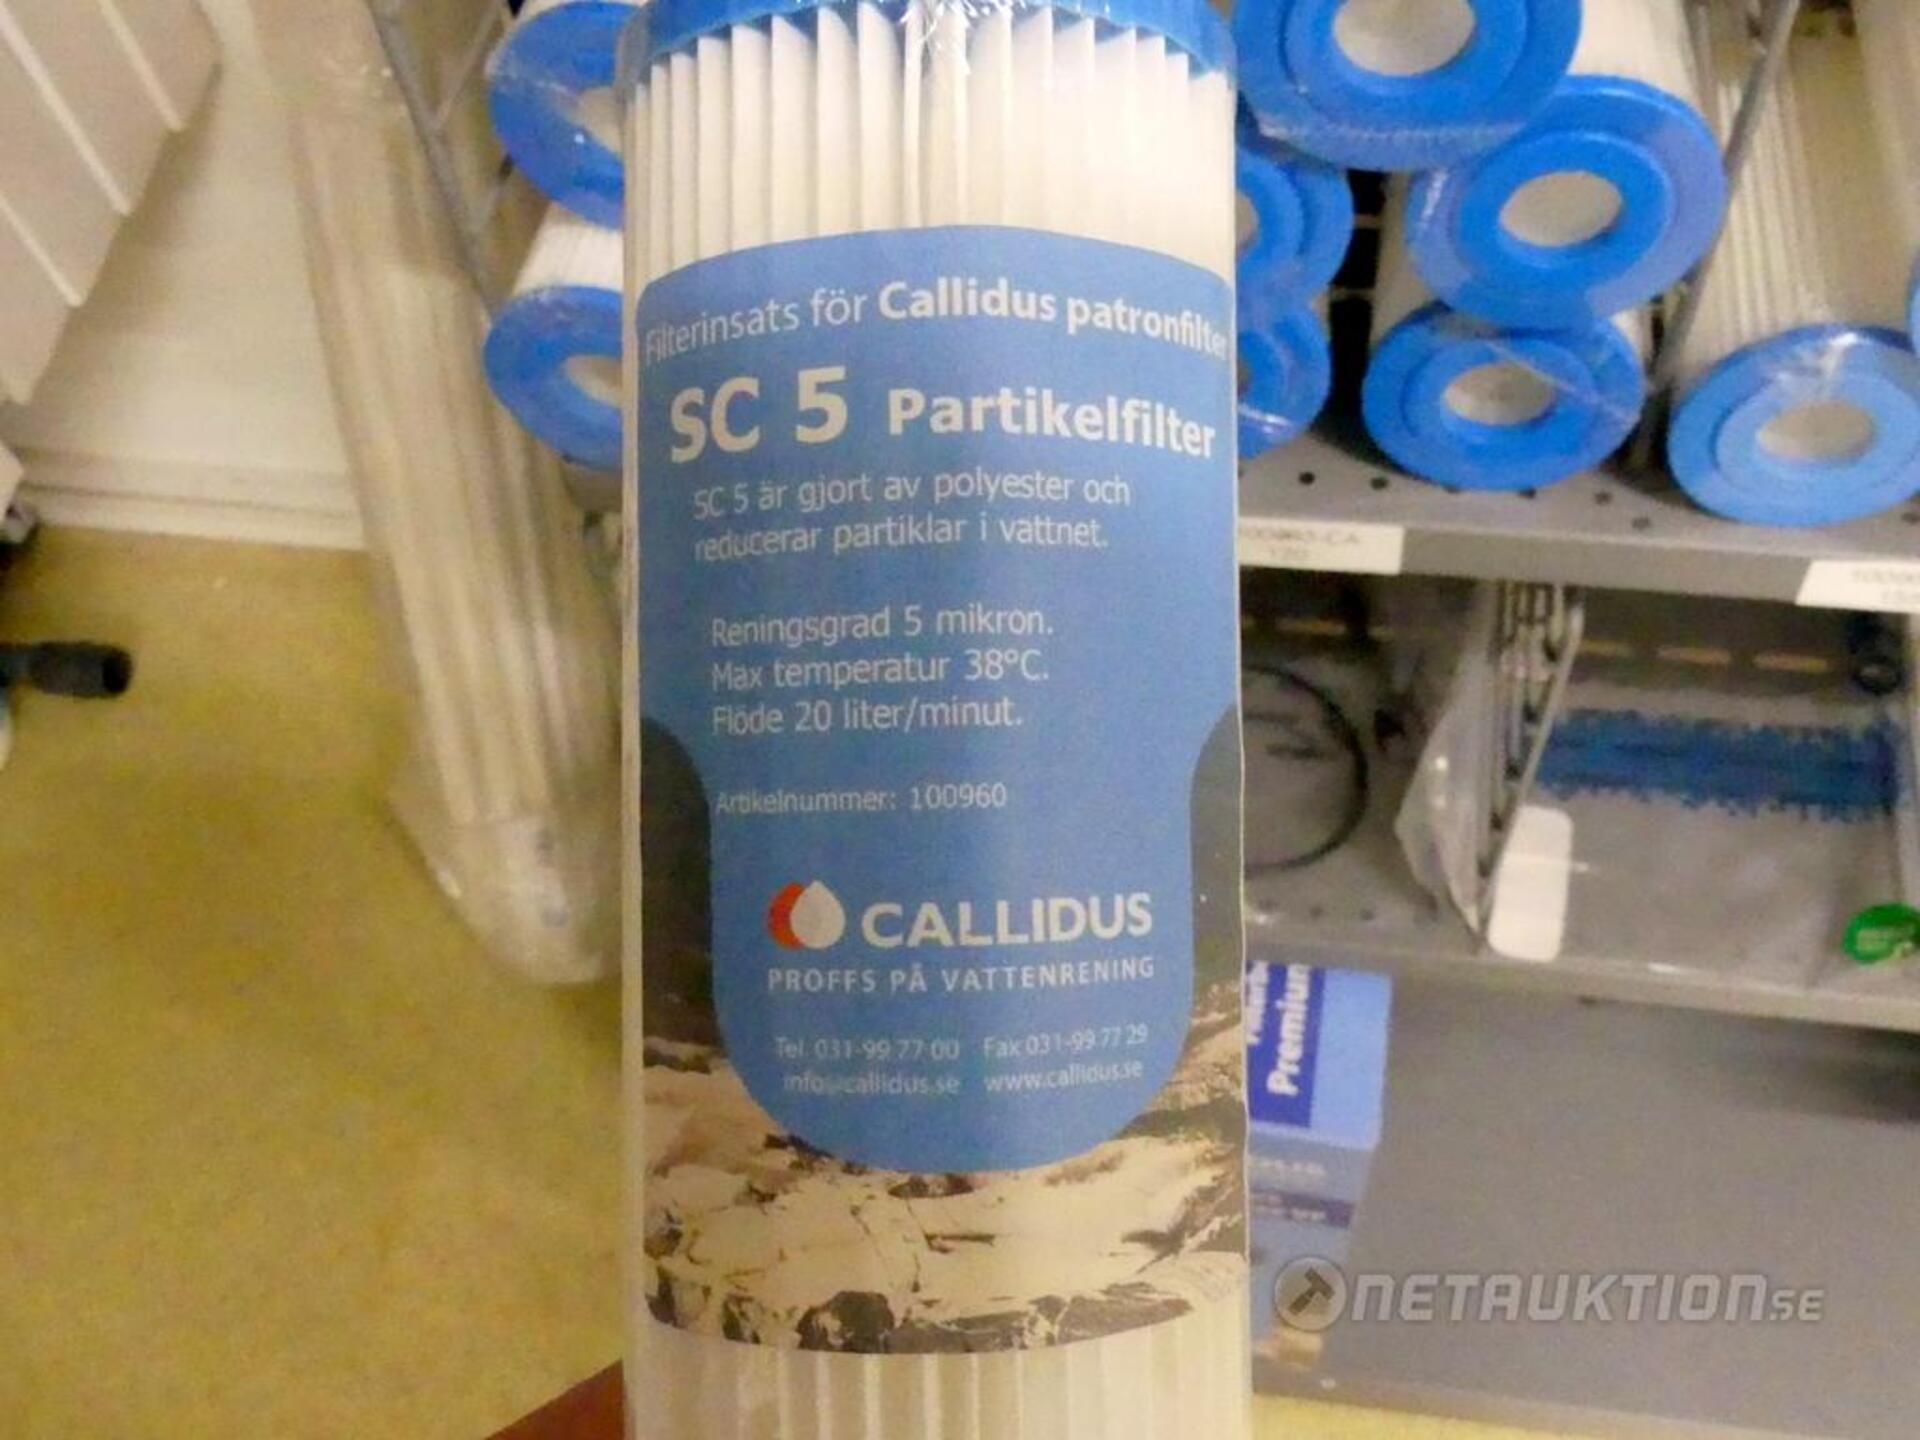 Filterinsats för Callidus patronfilter
SC 5 Partikelfilter
SC 5 är gjort av polyester och
reducerar partiklar i vattnet.
Reningsgrad 5 mikron.
Max temperatur 38°C.
Flöde 20 liter/minut.
Artikelnummer: 100960
CALLIDUS
PROFFS PÅ VATTENRENING
Tel. 031-99 77 00 Fax 031-99 77 29
info@callidus.se www.callidus.se
Premium
NETAUKTION.SE